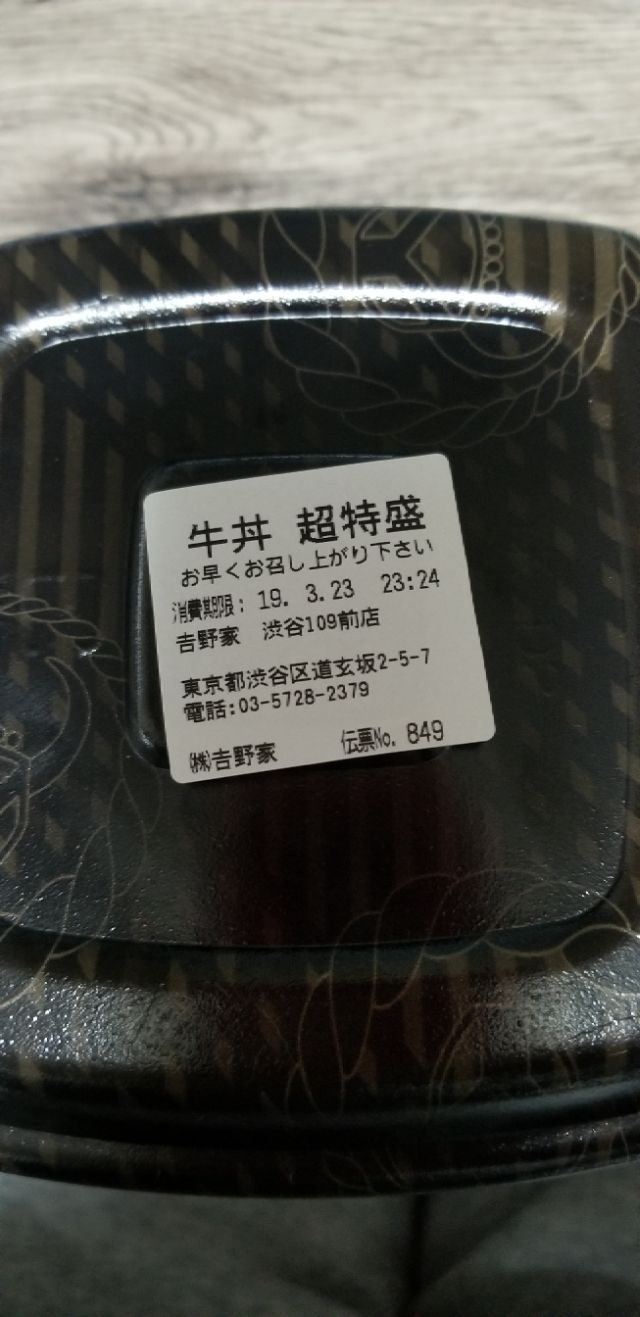 牛丼 超特盛
お早くお召し上がり下さい
消費期限: 19. 3.23 23:24
吉野家 渋谷109前店
東京都渋谷区道玄坂2-5-7
電話:03-5728-2379
㈱吉野家 伝票No. 849